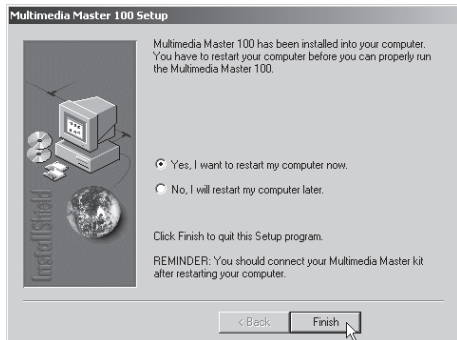 Multimedia Master 100 Setup
Multimedia Master 100 has been installed into your computer.
You have to restart your computer before you can properly run
the Multimedia Master 100.
Yes, I want to restart my computer now.
No, I will restart my computer later.
Click Finish to quit this Setup program.
REMINDER: You should connect your Multimedia Master kit
after restarting your computer.
InstallShield
< Back
Finish